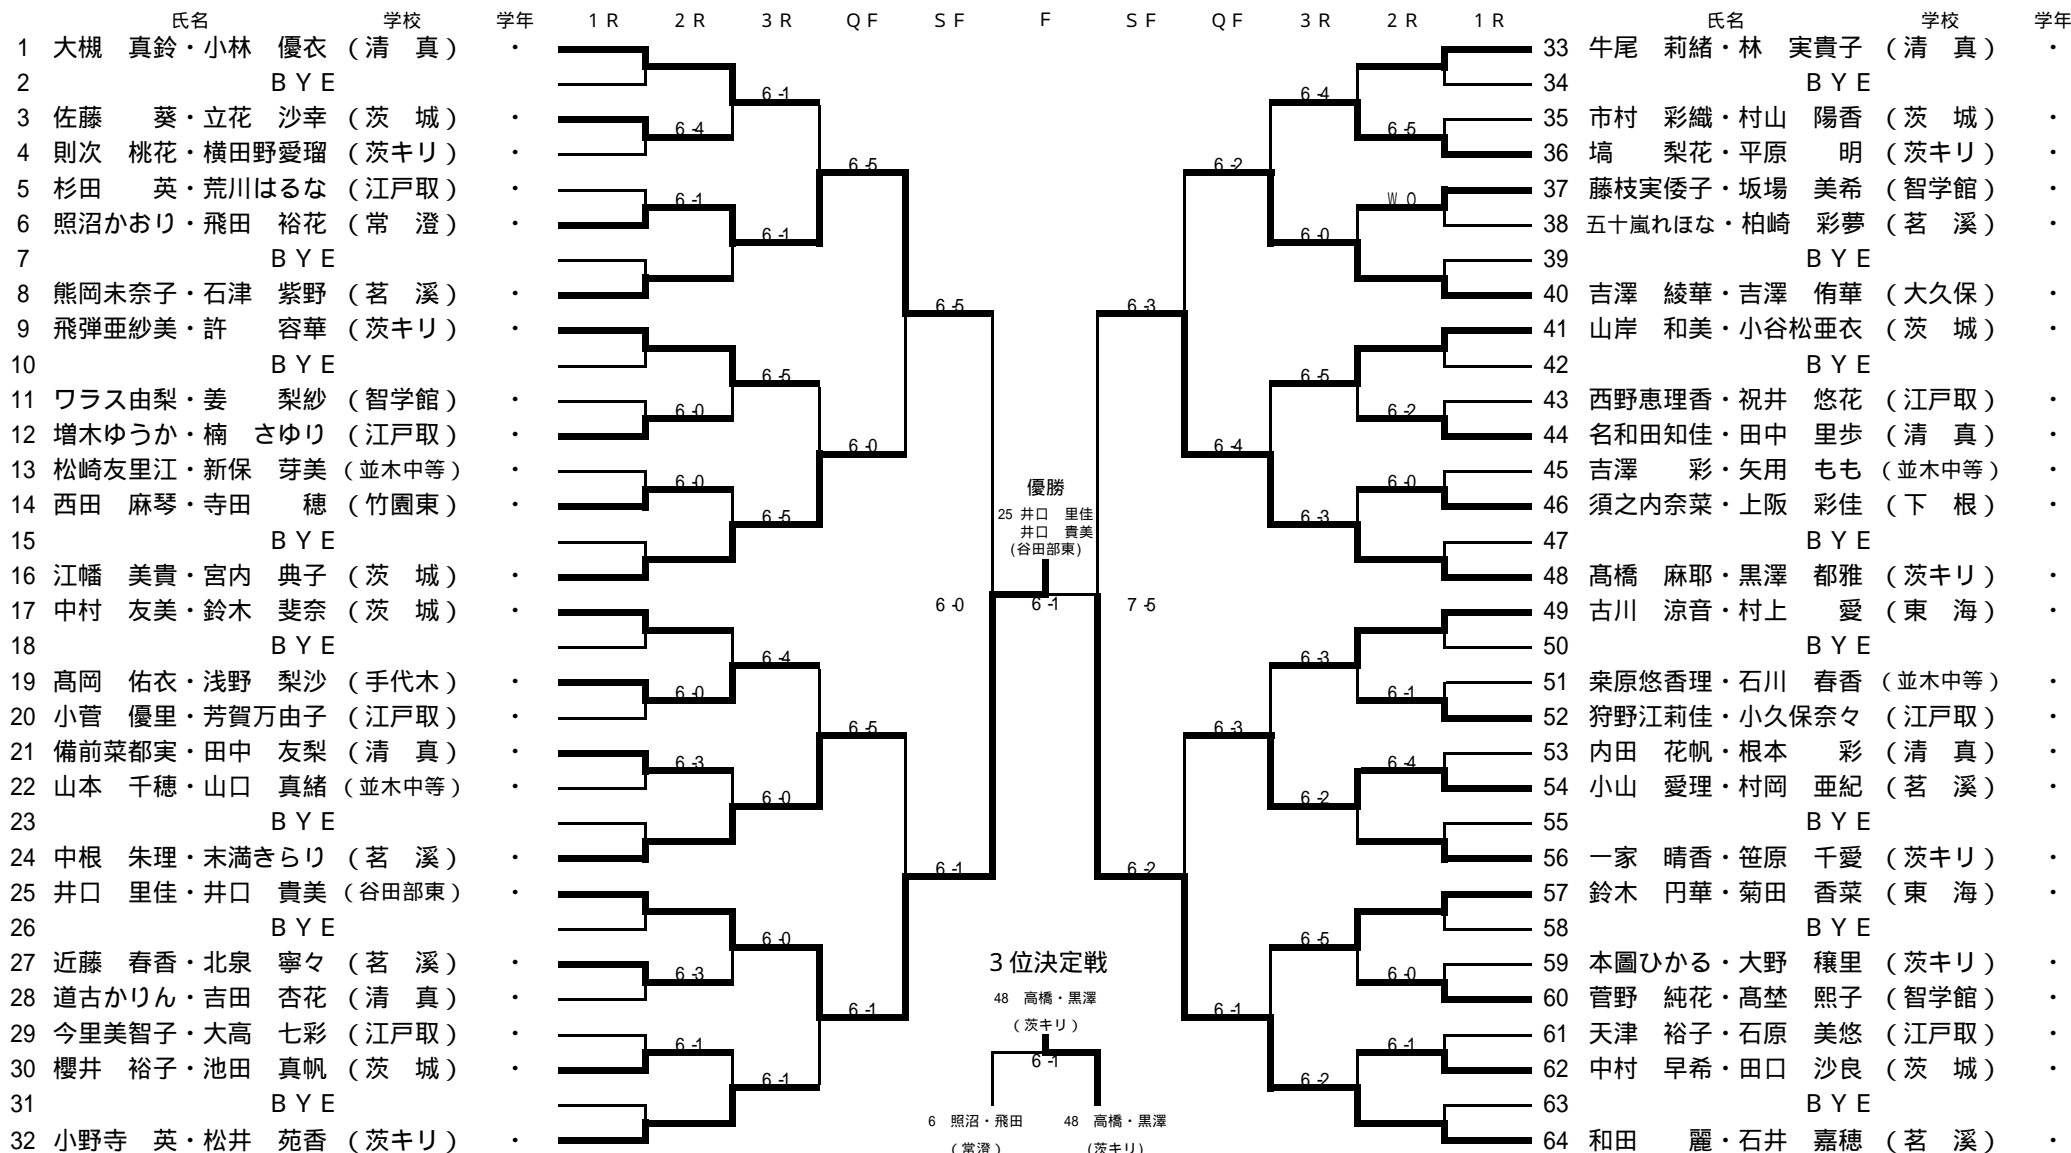 氏名 学校 学年 1R 2R 3R QF SF F SF QF 3R 2R 1R 氏名 学校 学年
1 大槻 真鈴・小林 優衣 (清 真) ・
2 BYE
3 佐藤 葵・立花 沙幸 (茨 城) ・
4 則次 桃花・横田野愛瑠 (茨キリ) ・
5 杉田 英・荒川はるな (江戸取) ・
6 照沼かおり・飛田 裕花 (常 澄) ・
7 BYE
8 熊岡未奈子・石津 紫野 (茗 溪) ・
9 飛弾亜紗美・許 容華 (茨キリ) ・
10 BYE
11 ワラス由梨・姜 梨紗 (智学館) ・
12 増木ゆうか・楠 さゆり (江戸取) ・
13 松崎友里江・新保 芽美 (並木中等) ・
14 西田 麻琴・寺田 穂 (竹園東) ・
15 BYE
16 江幡 美貴・宮内 典子 (茨 城) ・
17 中村 友美・鈴木 斐奈 (茨 城) ・
18 BYE
19 髙岡 佑衣・浅野 梨沙 (手代木) ・
20 小菅 優里・芳賀万由子 (江戸取) ・
21 備前菜都実・田中 友梨 (清 真) ・
22 山本 千穂・山口 真緒 (並木中等) ・
23 BYE
24 中根 朱理・末満きらり (茗 溪) ・
25 井口 里佳・井口 貴美 (谷田部東) ・
26 BYE
27 近藤 春香・北泉 寧々 (茗 溪) ・
28 道古かりん・吉田 杏花 (清 真) ・
29 今里美智子・大高 七彩 (江戸取) ・
30 櫻井 裕子・池田 真帆 (茨 城) ・
31 BYE
32 小野寺 英・松井 苑香 (茨キリ) ・
6-4
6-1
6-0
6-0
6-0
6-3
6-3
6-1
6-1
6-1
6-5
6-5
6-4
6-0
6-0
6-1
6-5
6-0
6-5
6-1
6-5
6-1
6-0
優勝
25 井口 里佳
井口 貴美
(谷田部東)
6-1
3位決定戦
48 高橋・黒澤
(茨キリ)
6-1
6 照沼・飛田 48 高橋・黒澤
(常澄) (茨キリ)
7-5
6-3
6-2
6-2
6-4
6-3
6-1
6-4
6-0
6-5
6-3
6-3
6-2
6-5
6-2
6-5
WO
6-2
6-0
6-1
6-4
6-0
6-1
33 牛尾 莉緒・林 実貴子 (清 真) ・
34 BYE
35 市村 彩織・村山 陽香 (茨 城) ・
36 塙 梨花・平原 明 (茨キリ) ・
37 藤枝実倭子・坂場 美希 (智学館) ・
38 五十嵐れほな・柏崎 彩夢 (茗 溪) ・
39 BYE
40 吉澤 綾華・吉澤 侑華 (大久保) ・
41 山岸 和美・小谷松亜衣 (茨 城) ・
42 BYE
43 西野恵理香・祝井 悠花 (江戸取) ・
44 名和田知佳・田中 里歩 (清 真) ・
45 吉澤 彩・矢用 もも (並木中等) ・
46 須之内奈菜・上阪 彩佳 (下 根) ・
47 BYE
48 髙橋 麻耶・黒澤 都雅 (茨キリ) ・
49 古川 涼音・村上 愛 (東 海) ・
50 BYE
51 桒原悠香理・石川 春香 (並木中等) ・
52 狩野江莉佳・小久保奈々 (江戸取) ・
53 内田 花帆・根本 彩 (清 真) ・
54 小山 愛理・村岡 亜紀 (茗 溪) ・
55 BYE
56 一家 晴香・笹原 千愛 (茨キリ) ・
57 鈴木 円華・菊田 香菜 (東 海) ・
58 BYE
59 本圖ひかる・大野 穣里 (茨キリ) ・
60 菅野 純花・髙埜 熙子 (智学館) ・
61 天津 裕子・石原 美悠 (江戸取) ・
62 中村 早希・田口 沙良 (茨 城) ・
63 BYE
64 和田 麗・石井 嘉穂 (茗 溪) ・